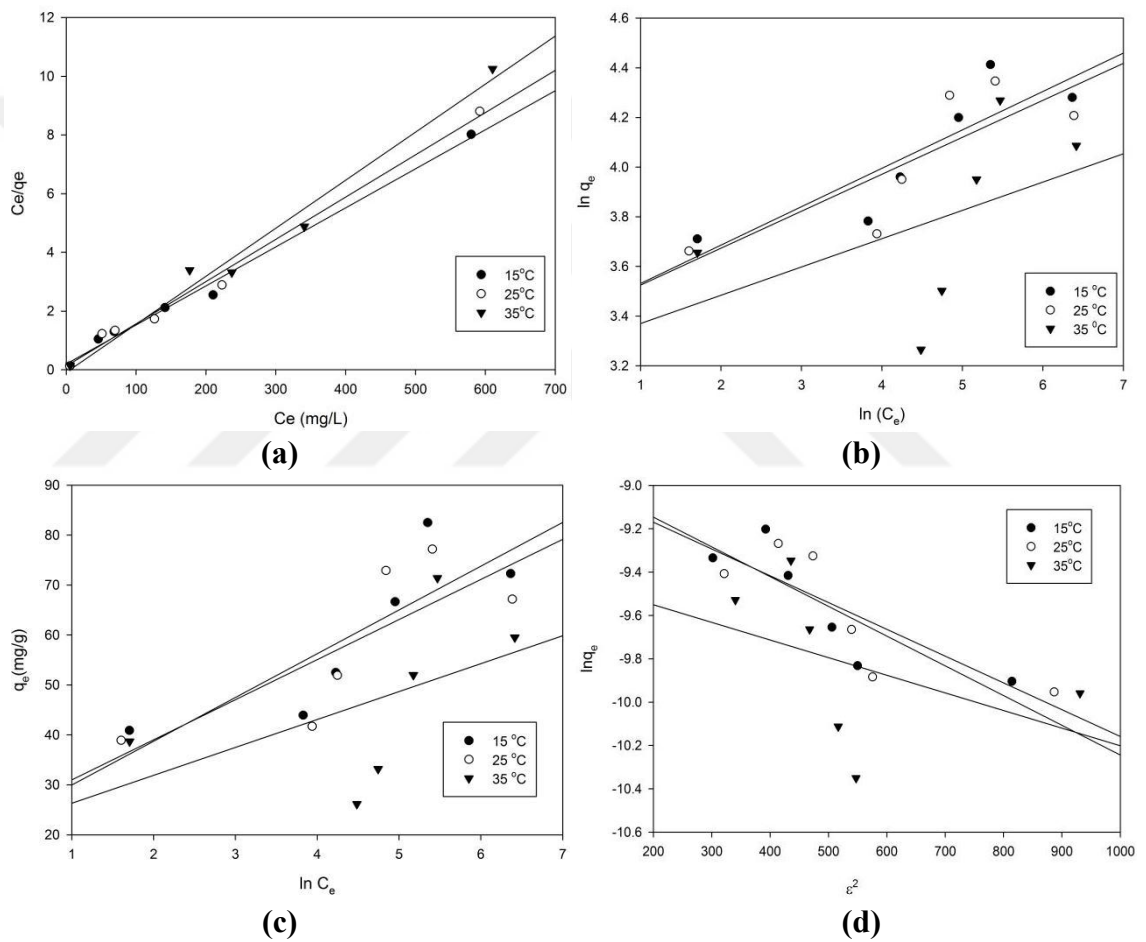 12
10
8
6
4
2
0
Ce/qe
15°C
25°C
35°C
0 100 200 300 400 500 600 700
Ce (mg/L)
(a)
4.6
4.4
4.2
4.0
3.8
3.6
3.4
3.2
ln qₑ
15 °C
25 °C
35 ⁰C
1 2 3 4 5 6 7
ln (Cₑ)
(b)
90
80
70
60
50
40
30
20
qₑ(mg/g)
15 °C
25 °C
35 °C
1 2 3 4 5 6 7
ln Cₑ
(c)
-9.0
-9.2
-9.4
-9.6
-9.8
-10.0
-10.2
-10.4
-10.6
lnqₑ
15°C
25°C
35°C
200 300 400 500 600 700 800 900 1000
ε²
(d)